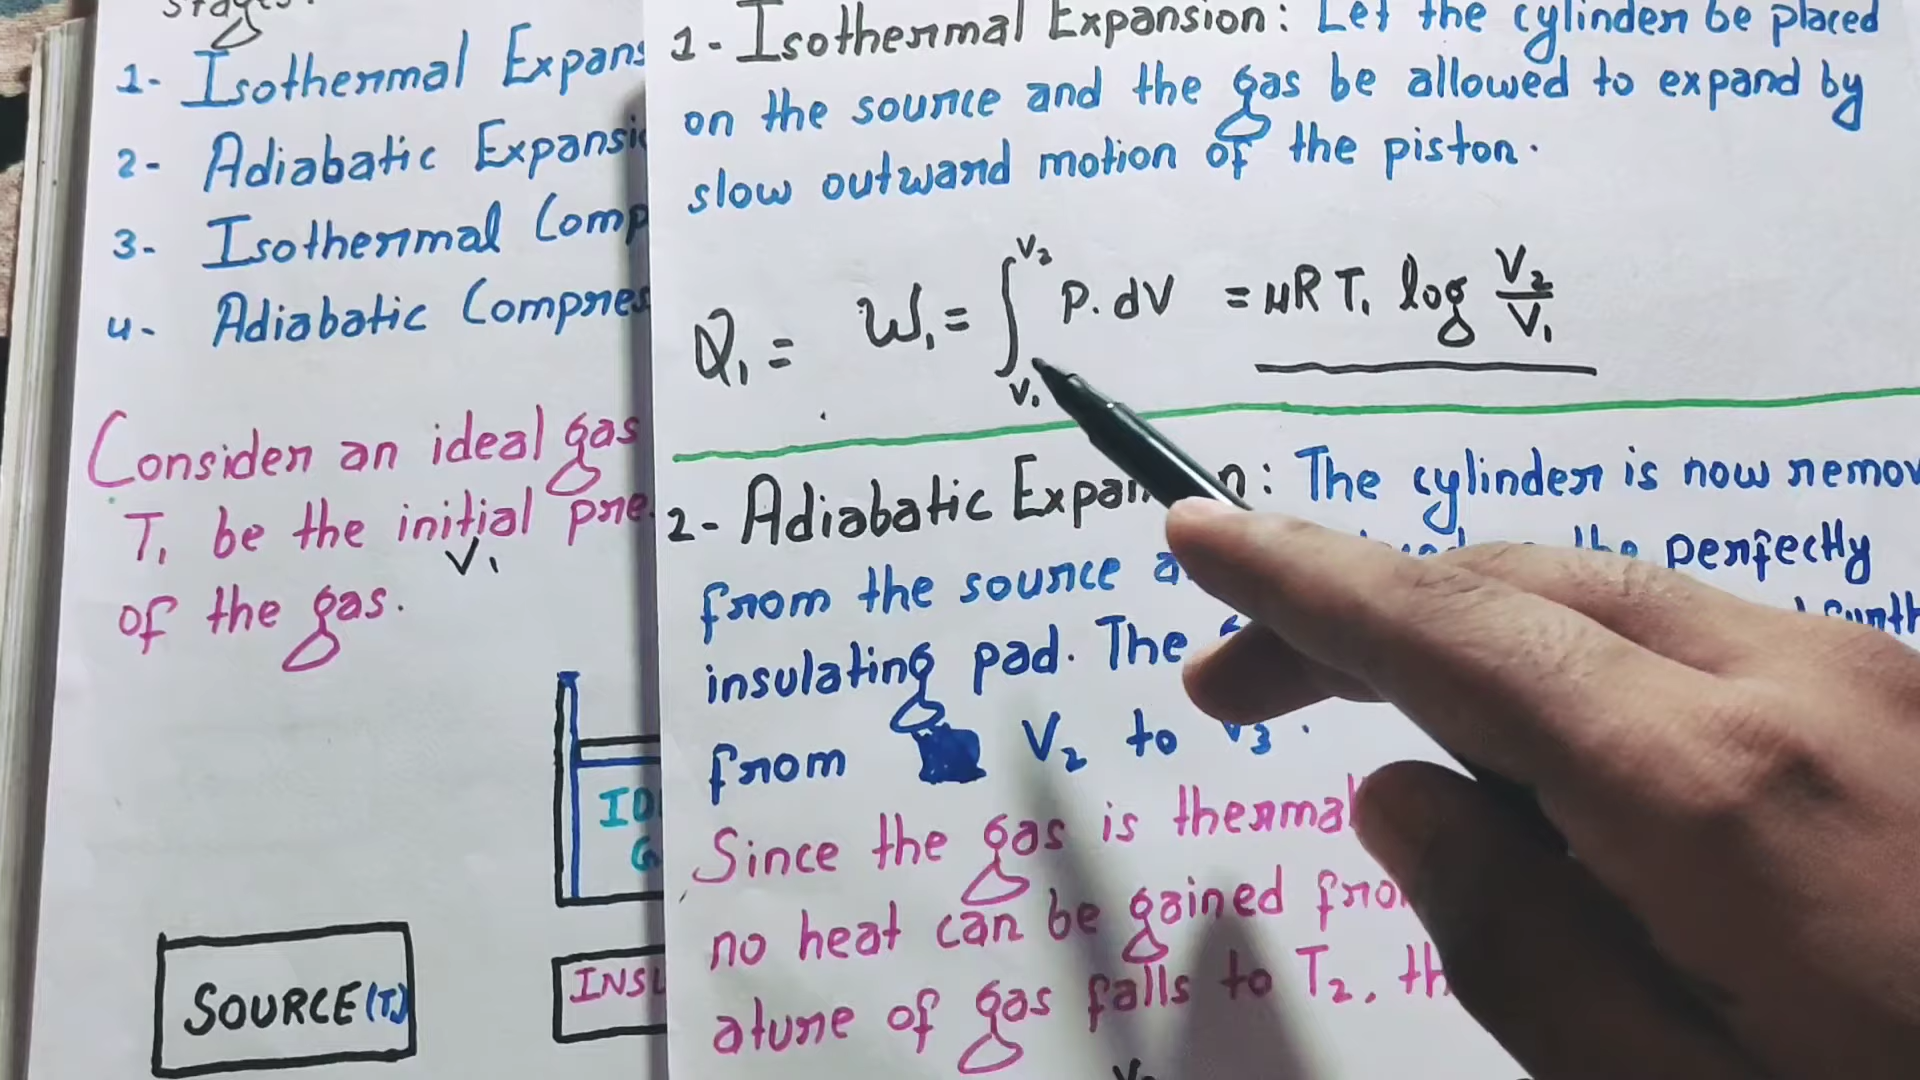 stages:
1- Isothermal Expans
2- Adiabatic Expansi
3- Isothermal Comp
4- Adiabatic Compres
Consider an ideal gas
T₁ be the initial pre
V₁
of the gas.
ID
G
SOURCE(T₁)
INSU
1- Isothermal Expansion: Let the cylinder be placed
on the source and the gas be allowed to expand by
slow outward motion of the piston.
Q₁ = W₁ = ∫V₁V₂ P.dV = μRT₁ log V₂/V₁
2- Adiabatic Expan n: The cylinder is now remov
from the source a the perfectly
insulating pad. The
from V₂ to V₃.
Since the gas is thermal
no heat can be gained fro
ature of gas falls to T₂, th